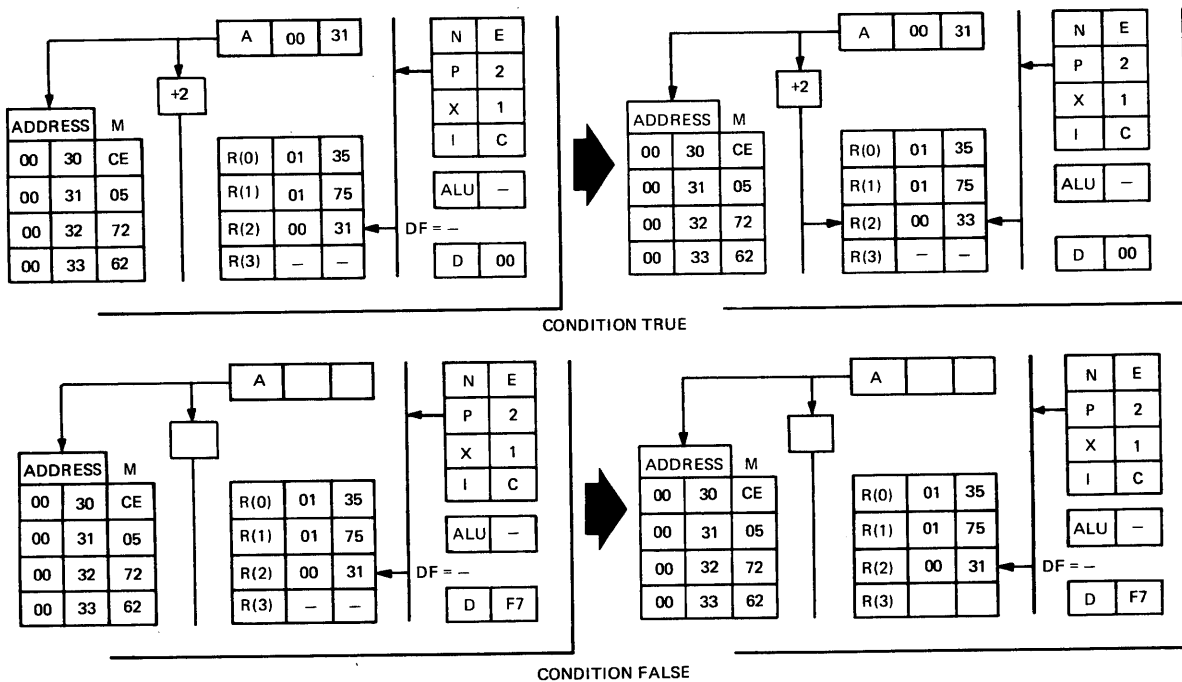 A 00 31
+2
ADDRESS M
00 30 CE
00 31 05
00 32 72
00 33 62
R(0) 01 35
R(1) 01 75
R(2) 00 31
R(3) – –
N E
P 2
X 1
I C
ALU –
DF = –
D 00
A 00 31
+2
ADDRESS M
00 30 CE
00 31 05
00 32 72
00 33 62
R(0) 01 35
R(1) 01 75
R(2) 00 33
R(3) – –
N E
P 2
X 1
I C
ALU –
D 00
CONDITION TRUE
A
ADDRESS M
00 30 CE
00 31 05
00 32 72
00 33 62
R(0) 01 35
R(1) 01 75
R(2) 00 31
R(3) – –
N E
P 2
X 1
I C
ALU –
DF = –
D F7
A
ADDRESS M
00 30 CE
00 31 05
00 32 72
00 33 62
R(0) 01 35
R(1) 01 75
R(2) 00 31
R(3)
N E
P 2
X 1
I C
ALU –
DF = –
D F7
CONDITION FALSE